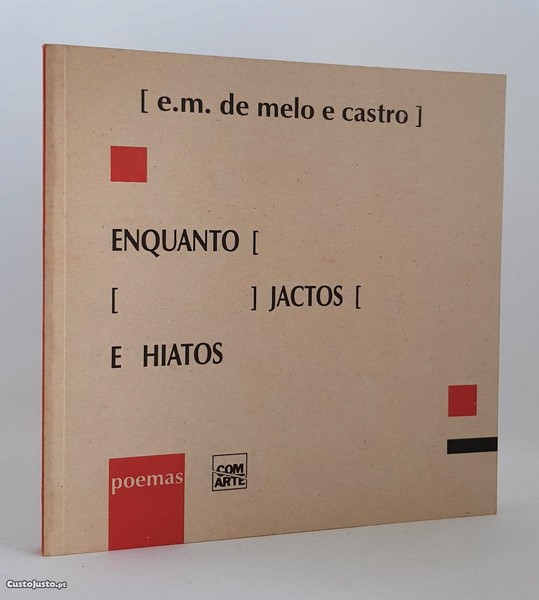 [ e.m. de melo e castro ]
ENQUANTO [
[ ] JACTOS [
E HIATOS
poemas
COM
ARTE
CustoJusto.pt